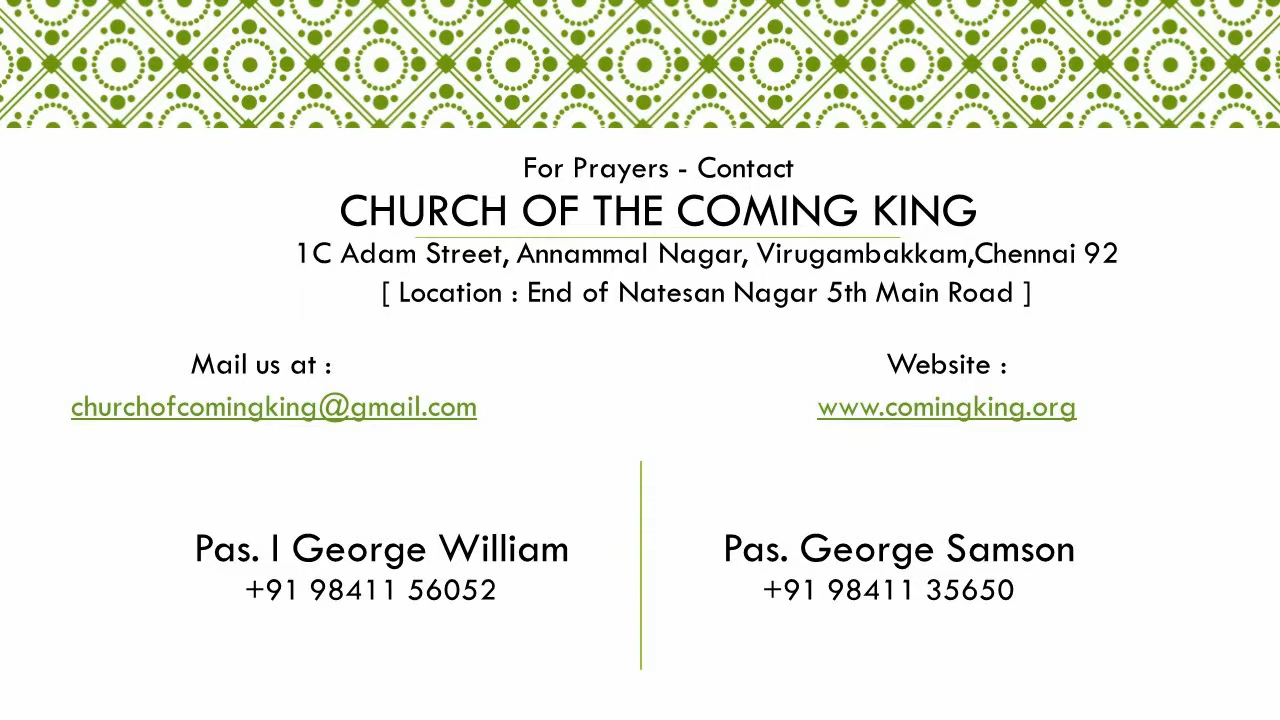 For Prayers - Contact
CHURCH OF THE COMING KING
1C Adam Street, Annammal Nagar, Virugambakkam,Chennai 92
[ Location : End of Natesan Nagar 5th Main Road ]
Mail us at :
churchofcomingking@gmail.com
Website :
www.comingking.org
Pas. I George William
+91 98411 56052
Pas. George Samson
+91 98411 35650